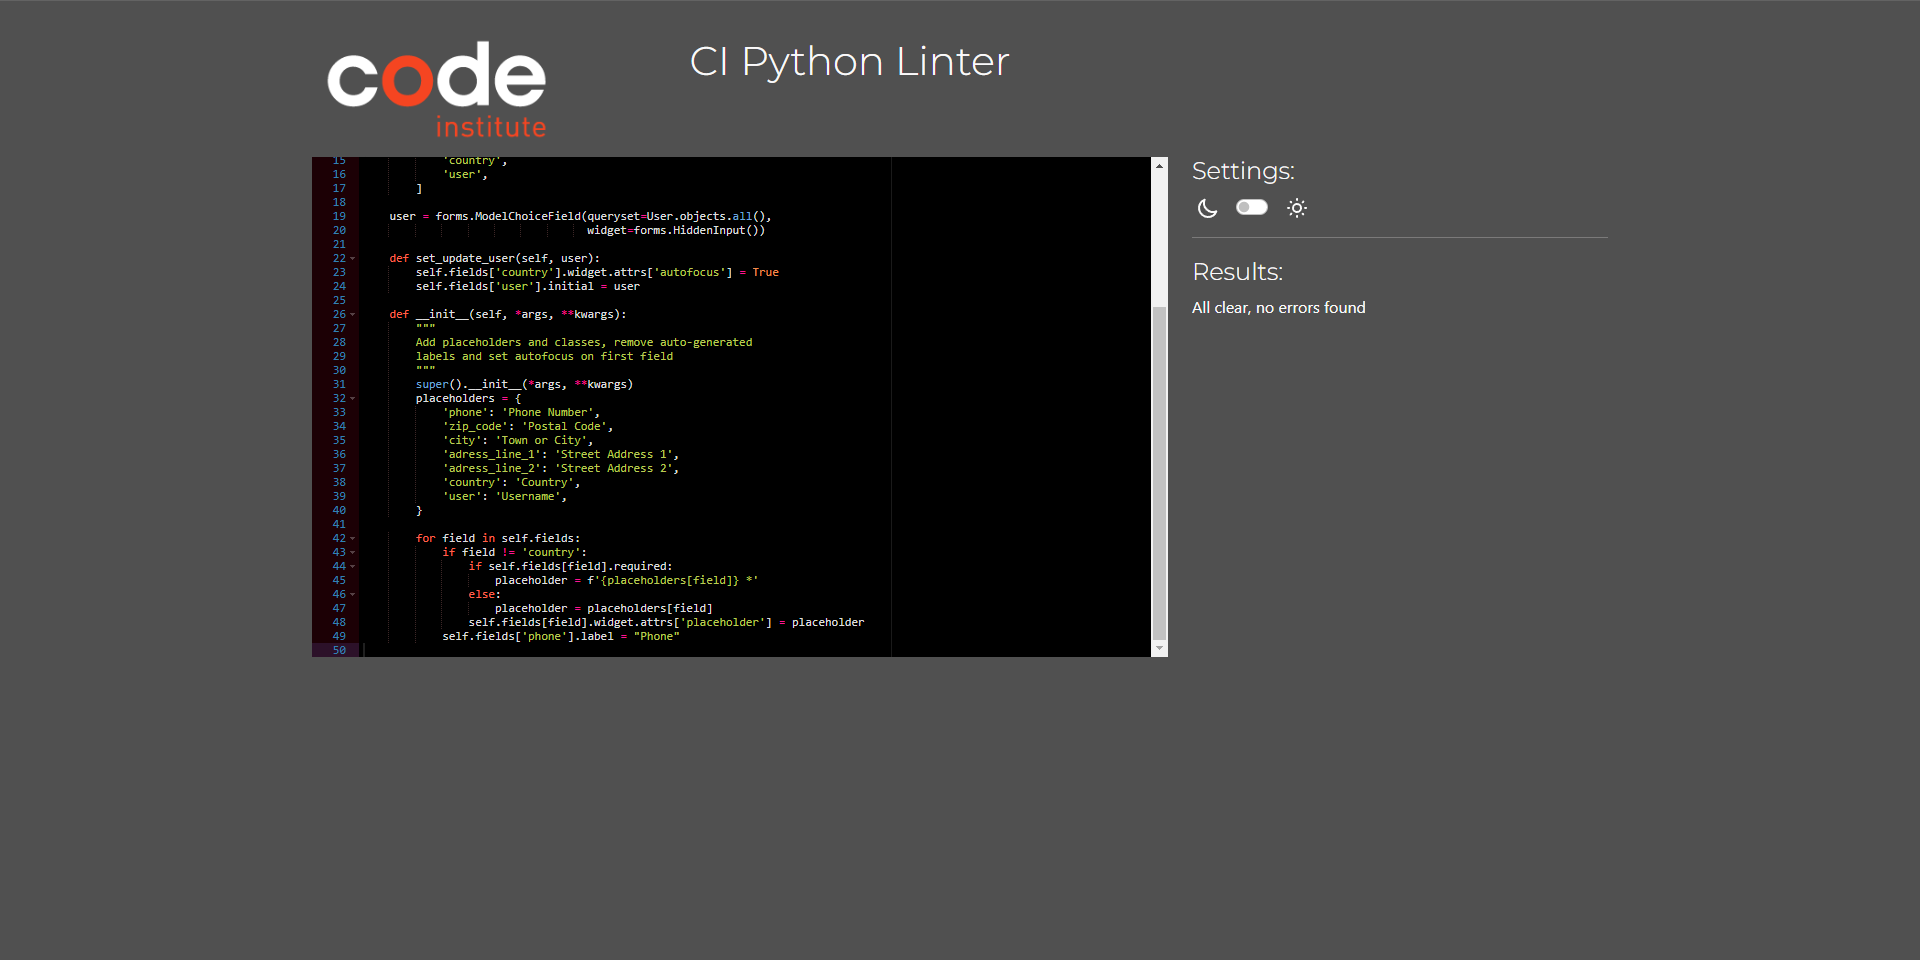 code
institute
CI Python Linter
15 'country',
16 'user',
17 ]
18
19 user = forms.ModelChoiceField(queryset=User.objects.all(),
20 widget=forms.HiddenInput())
21
22 def set_update_user(self, user):
23 self.fields['country'].widget.attrs['autofocus'] = True
24 self.fields['user'].initial = user
25
26 def __init__(self, *args, **kwargs):
27 """
28 Add placeholders and classes, remove auto-generated
29 labels and set autofocus on first field
30 """
31 super().__init__(*args, **kwargs)
32 placeholders = {
33 'phone': 'Phone Number',
34 'zip_code': 'Postal Code',
35 'city': 'Town or City',
36 'adress_line_1': 'Street Address 1',
37 'adress_line_2': 'Street Address 2',
38 'country': 'Country',
39 'user': 'Username',
40 }
41
42 for field in self.fields:
43 if field != 'country':
44 if self.fields[field].required:
45 placeholder = f'{placeholders[field]} *'
46 else:
47 placeholder = placeholders[field]
48 self.fields[field].widget.attrs['placeholder'] = placeholder
49 self.fields['phone'].label = "Phone"
50
Settings:
Results:
All clear, no errors found